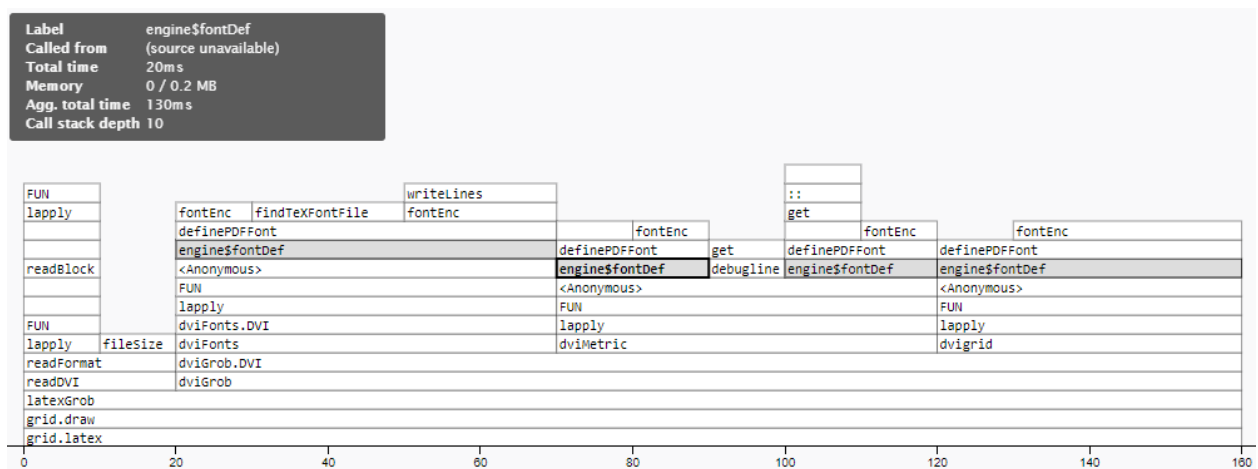 Label engine$fontDef
Called from (source unavailable)
Total time 20ms
Memory 0 / 0.2 MB
Agg. total time 130ms
Call stack depth 10
FUN writeLines ::
lapply fontEnc findTeXFontFile fontEnc get
definePDFFont fontEnc fontEnc fontEnc
engine$fontDef definePDFFont get definePDFFont definePDFFont
readBlock <Anonymous> engine$fontDef debugline engine$fontDef engine$fontDef
FUN <Anonymous> <Anonymous>
lapply FUN FUN
FUN dviFonts.DVI lapply lapply
lapply fileSize dviFonts dviMetric dvigrid
readFormat dviGrob.DVI
readDVI dviGrob
latexGrob
grid.draw
grid.latex
0 20 40 60 80 100 120 140 160